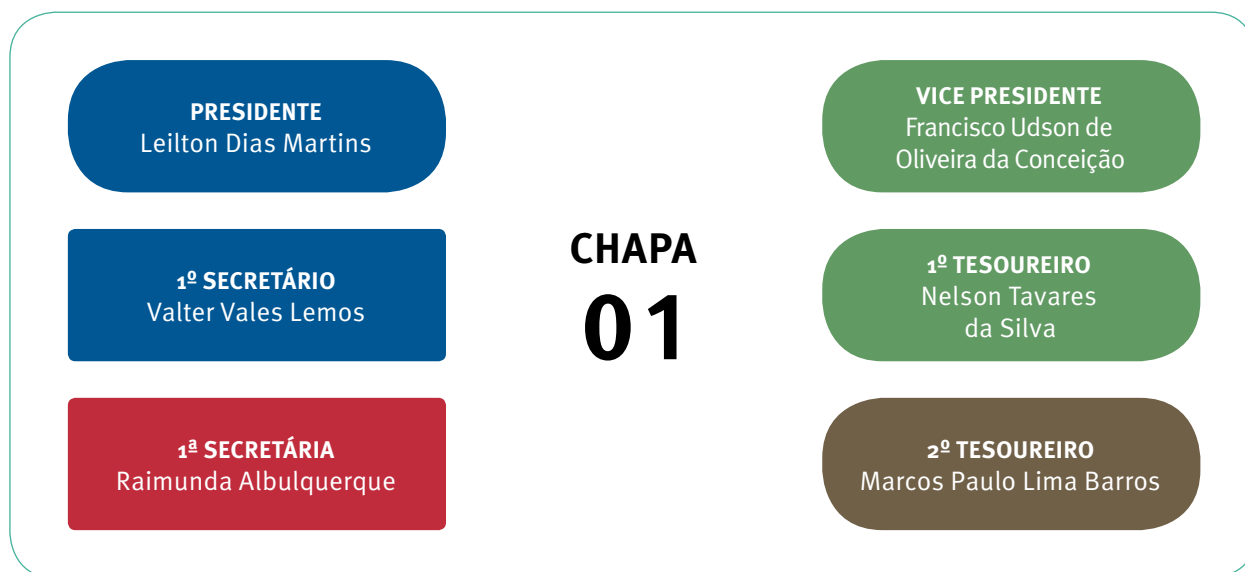 PRESIDENTE
Leilton Dias Martins
1º SECRETÁRIO
Valter Vales Lemos
1ª SECRETÁRIA
Raimunda Albulquerque
CHAPA
01
VICE PRESIDENTE
Francisco Udson de
Oliveira da Conceição
1º TESOUREIRO
Nelson Tavares
da Silva
2º TESOUREIRO
Marcos Paulo Lima Barros